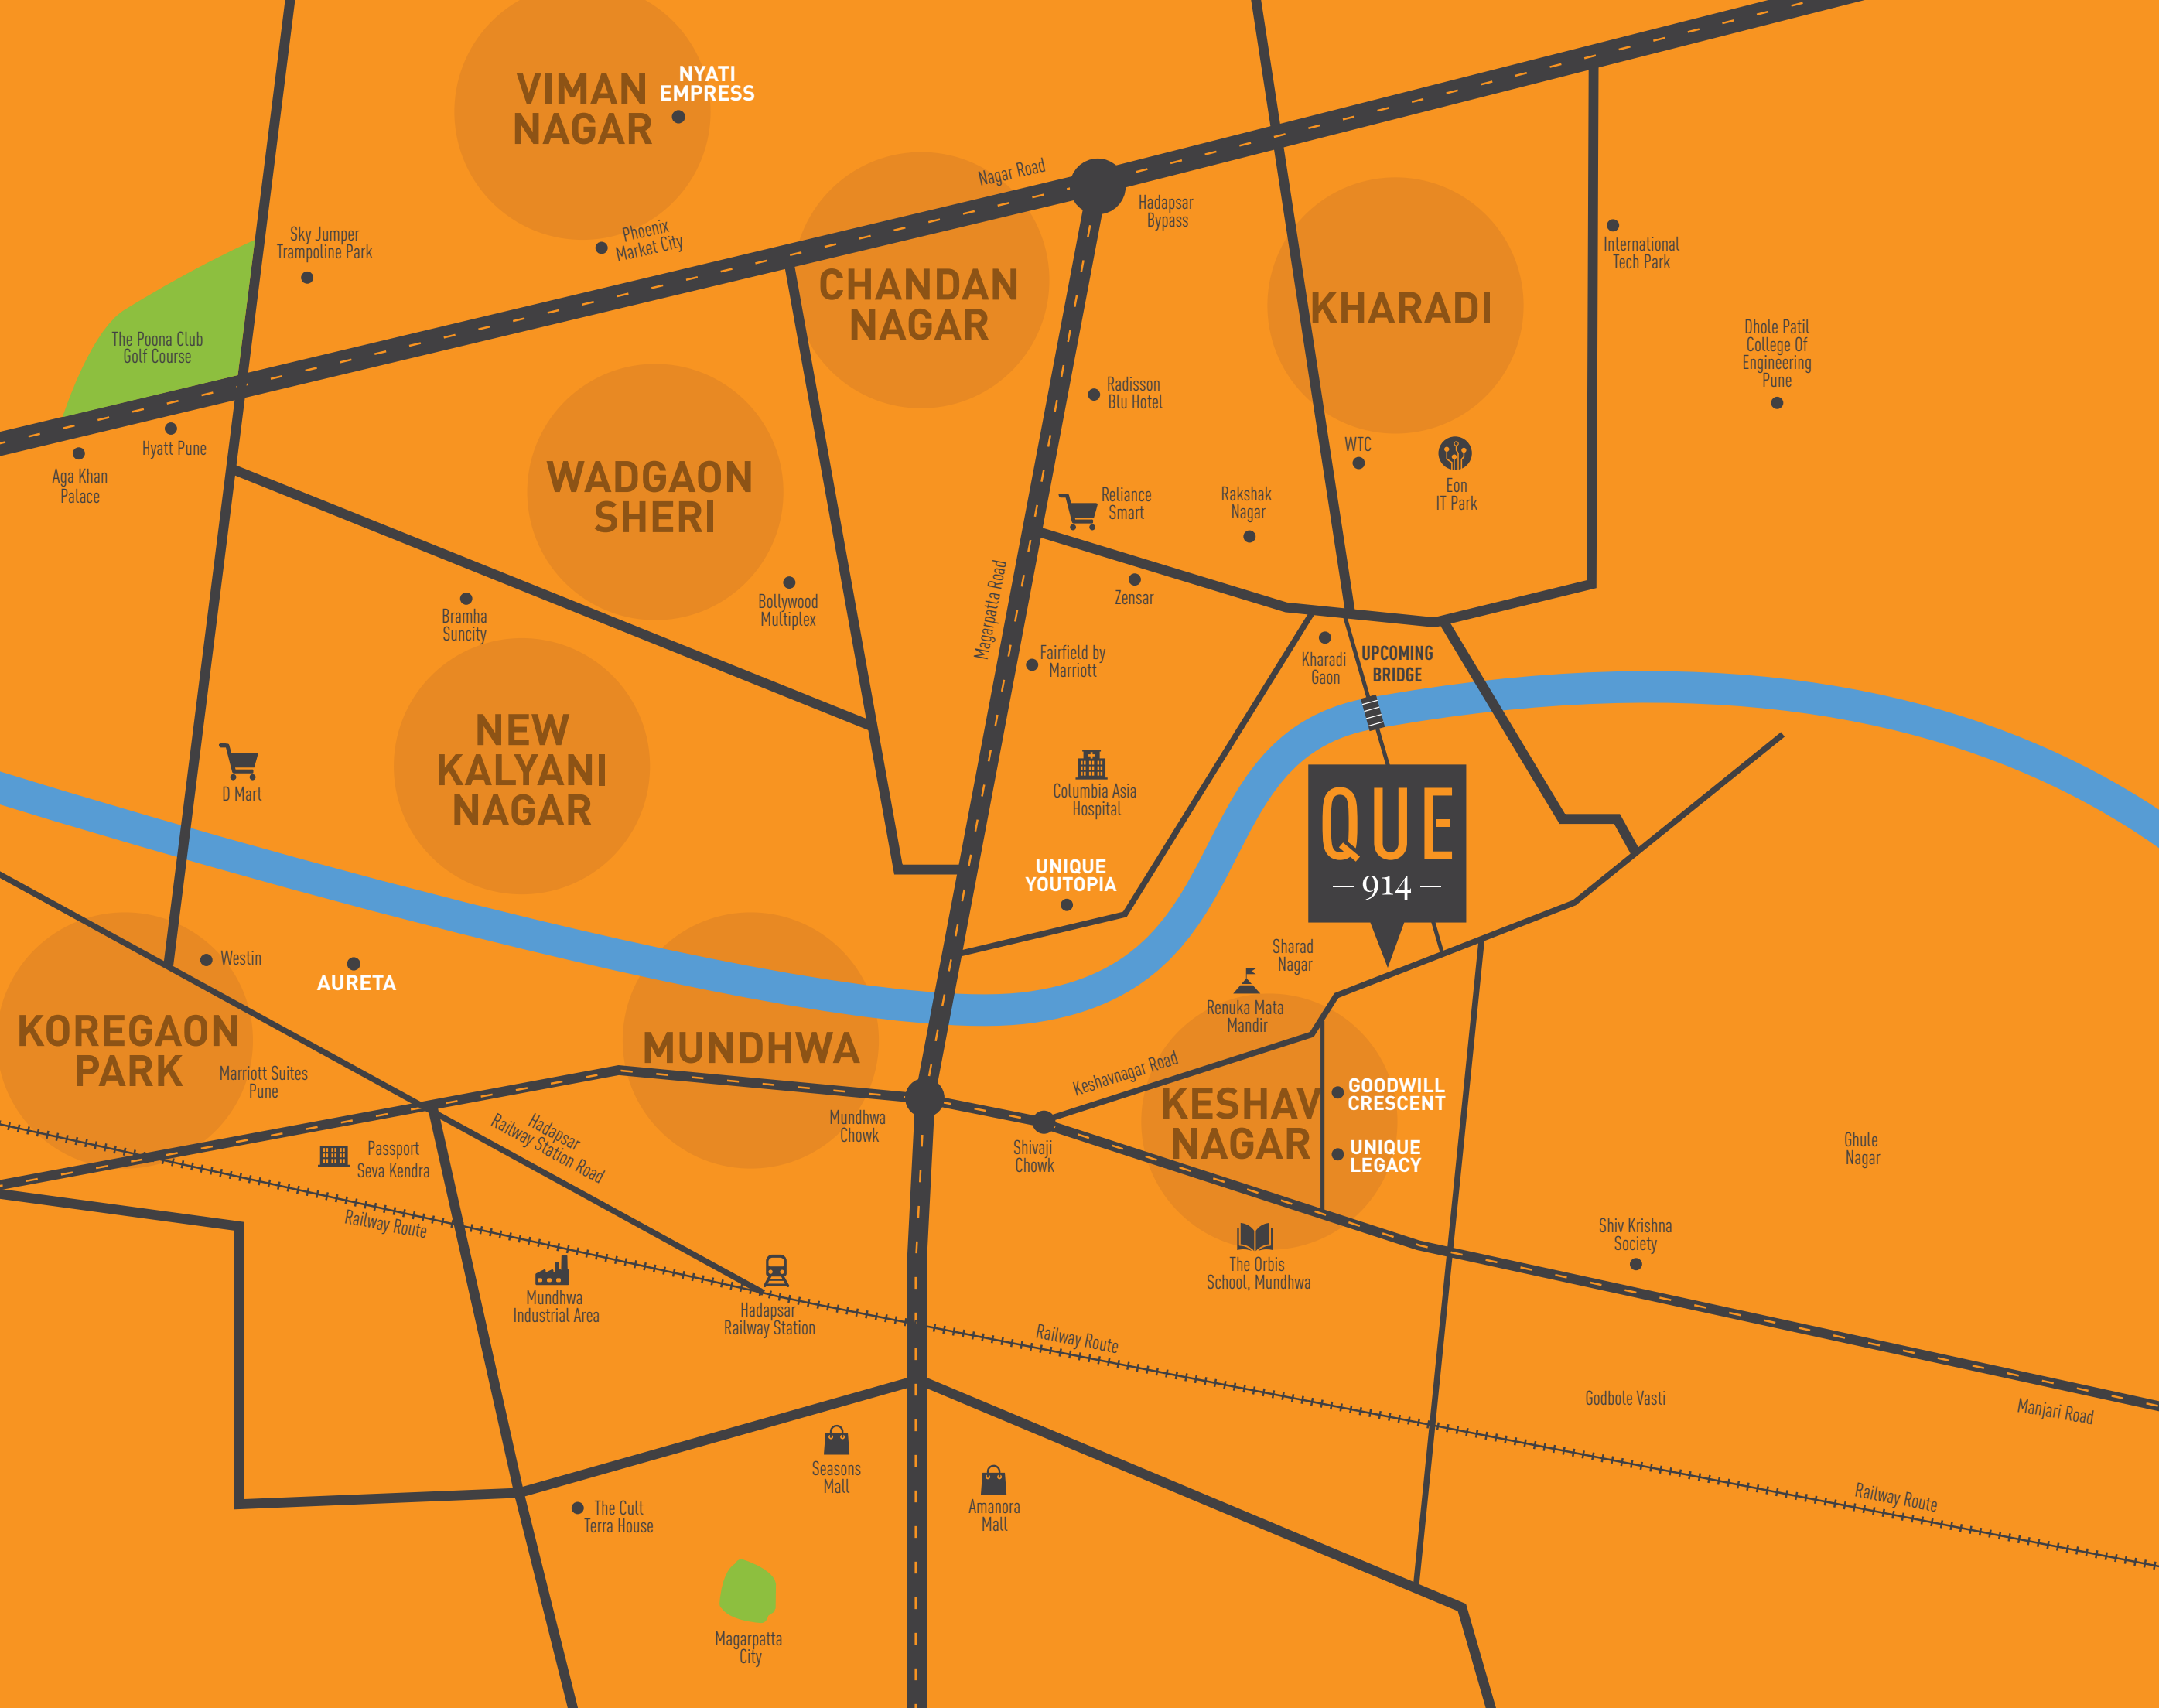 VIMAN
NAGAR
NYATI
EMPRESS
Nagar Road
Hadapsar
Bypass
Sky Jumper
Trampoline Park
Phoenix
Market City
CHANDAN
NAGAR
KHARADI
International
Tech Park
The Poona Club
Golf Course
Dhole Patil
College Of
Engineering
Pune
Radisson
Blu Hotel
Hyatt Pune
Aga Khan
Palace
WADGAON
SHERI
WTC
Eon
IT Park
Reliance
Smart
Rakshak
Nagar
Magarpatta Road
Zensar
Bramha
Suncity
Bollywood
Multiplex
Fairfield by
Marriott
Kharadi
Gaon
UPCOMING
BRIDGE
NEW
KALYANI
NAGAR
D Mart
Columbia Asia
Hospital
QUE
914
UNIQUE
YOUTOPIA
Westin
AURETA
Sharad
Nagar
Renuka Mata
Mandir
KOREGAON
PARK
MUNDHWA
Marriott Suites
Pune
Keshavnagar Road
KESHAV
NAGAR
GOODWILL
CRESCENT
UNIQUE
LEGACY
Hadapsar
Railway Station Road
Mundhwa
Chowk
Shivaji
Chowk
Passport
Seva Kendra
Ghule
Nagar
Railway Route
Shiv Krishna
Society
The Orbis
School, Mundhwa
Mundhwa
Industrial Area
Hadapsar
Railway Station
Railway Route
Godbole Vasti
Manjari Road
Seasons
Mall
Amanora
Mall
Railway Route
The Cult
Terra House
Magarpatta
City